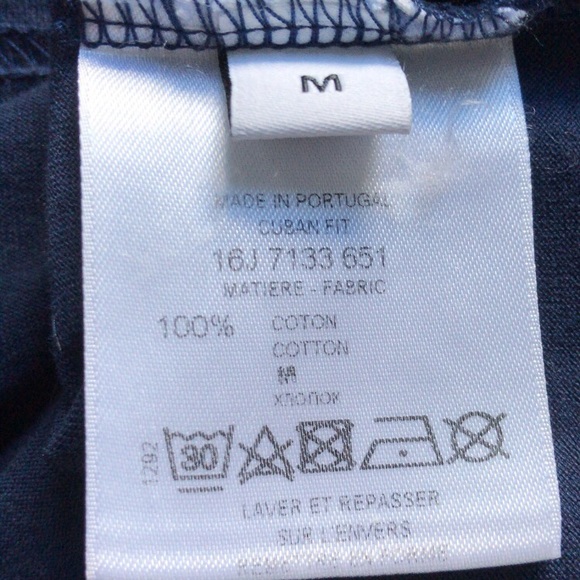 M
MADE IN PORTUGAL
CUBAN FIT
16J 7133 651
MATIERE - FABRIC
100% COTON
COTTON
ХЛОПОК
1292
30
LAVER ET REPASSER
SUR L'ENVERS